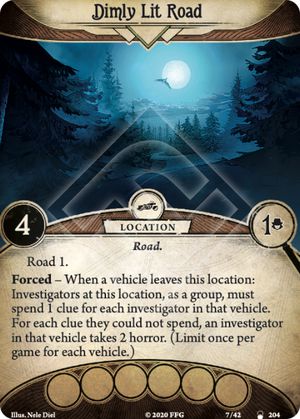 Dimly Lit Road
4
1
LOCATION
Road.
Road 1.
Forced – When a vehicle leaves this location:
Investigators at this location, as a group, must
spend 1 clue for each investigator in that vehicle.
For each clue they could not spend, an investigator
in that vehicle takes 2 horror. (Limit once per
game for each vehicle.)
Illus. Nele Diel © 2020 FFG 7/42 204